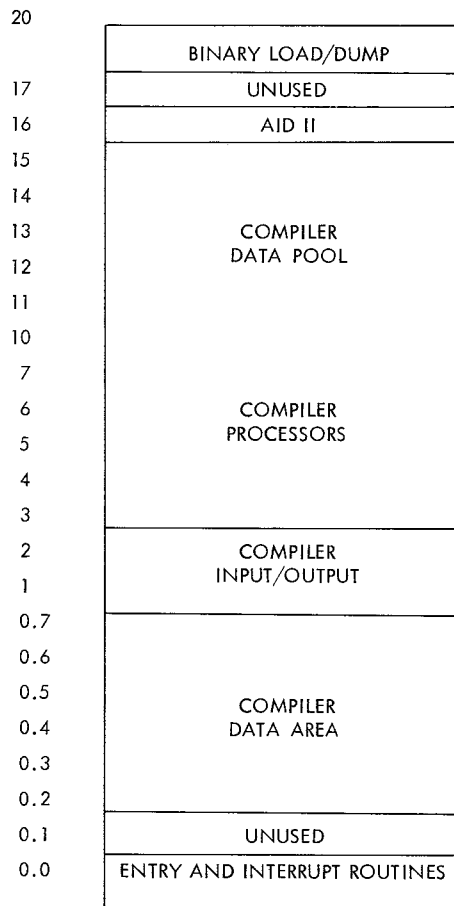 20
BINARY LOAD/DUMP
17 UNUSED
16 AID II
15
14
13 COMPILER
DATA POOL
12
11
10
7
6 COMPILER
PROCESSORS
5
4
3
2 COMPILER
INPUT/OUTPUT
1
0.7
0.6
0.5
COMPILER
0.4 DATA AREA
0.3
0.2
0.1 UNUSED
0.0 ENTRY AND INTERRUPT ROUTINES